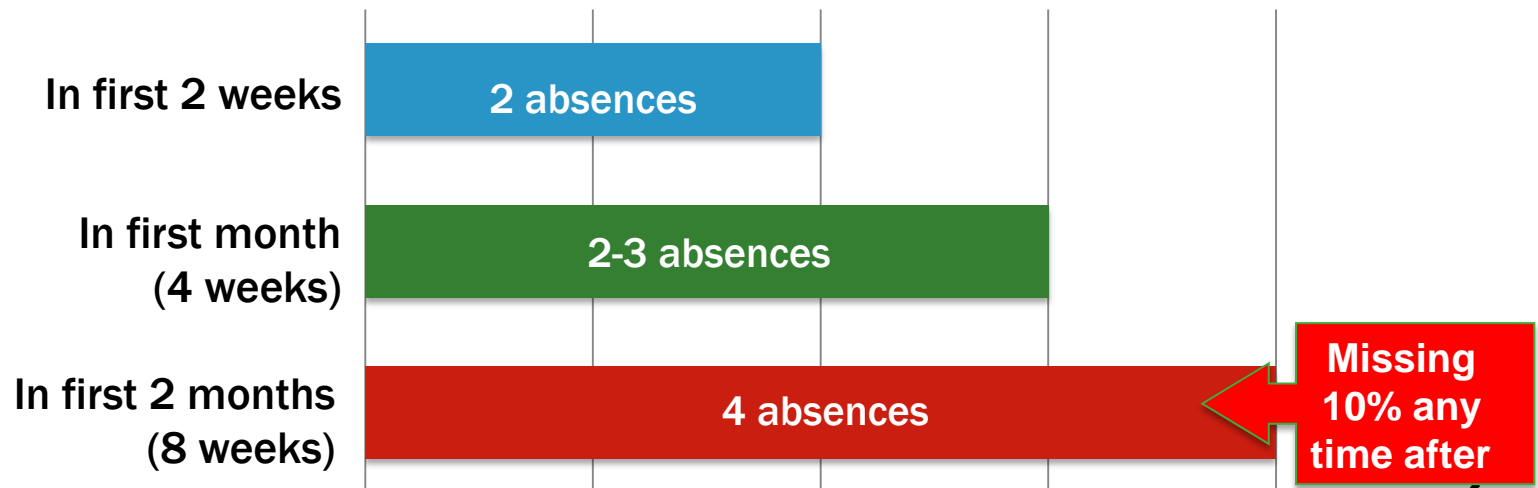 In first 2 weeks
2 absences
In first month
(4 weeks)
2-3 absences
In first 2 months
(8 weeks)
4 absences
Missing
10% any
time after